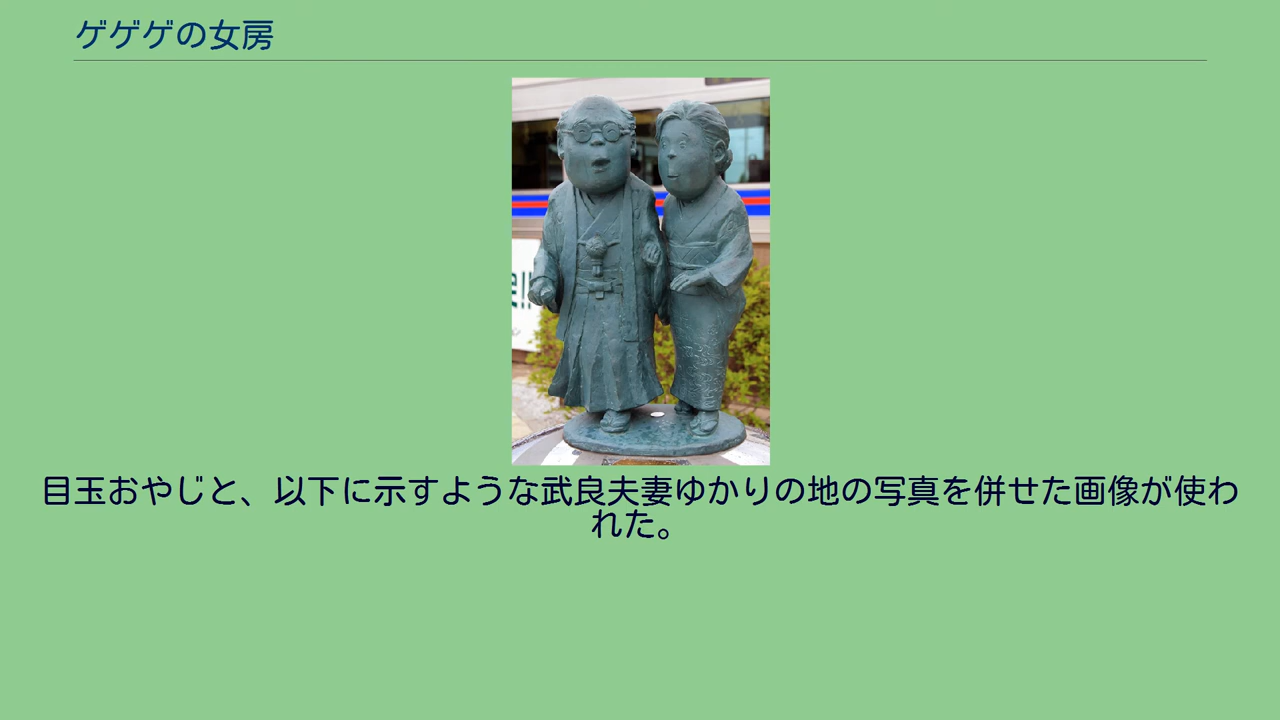 ゲゲゲの女房
目玉おやじと、以下に示すような武良夫妻ゆかりの地の写真を併せた画像が使わ
れた。